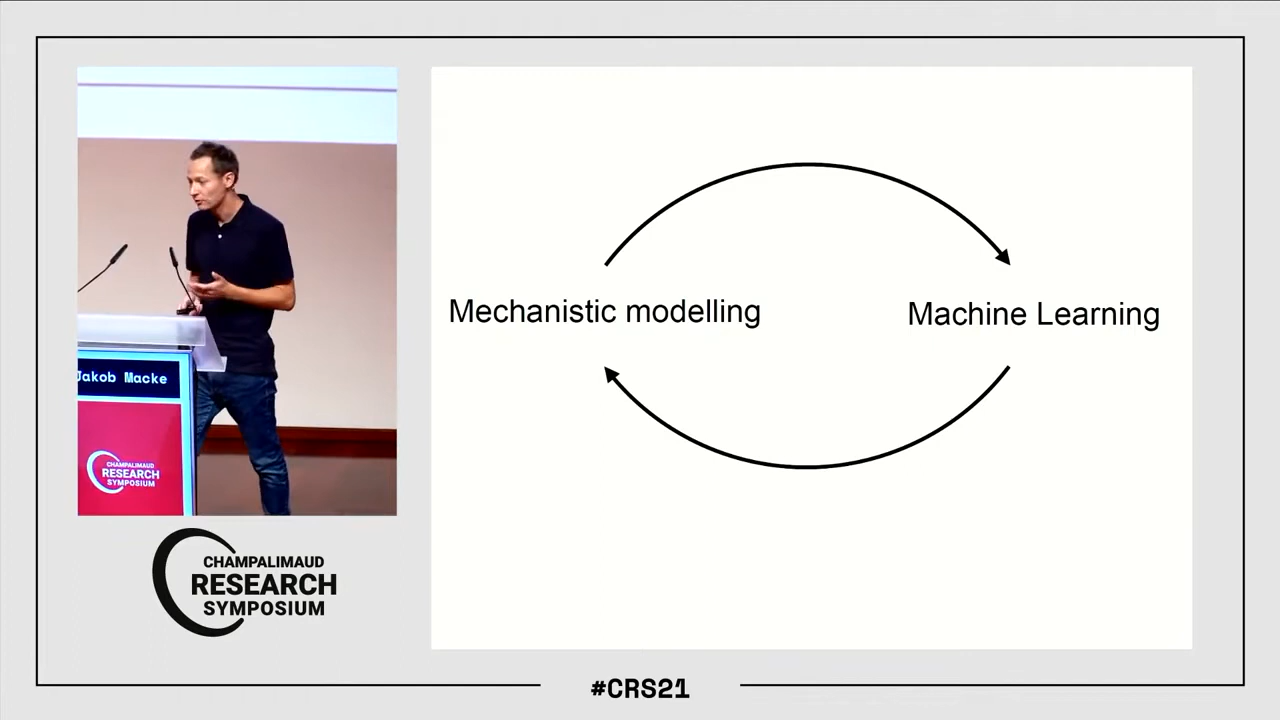 Jakob Macke
CHAMPALIMAUD
RESEARCH
SYMPOSIUM
CHAMPALIMAUD
RESEARCH
SYMPOSIUM
Mechanistic modelling
Machine Learning
#CRS21